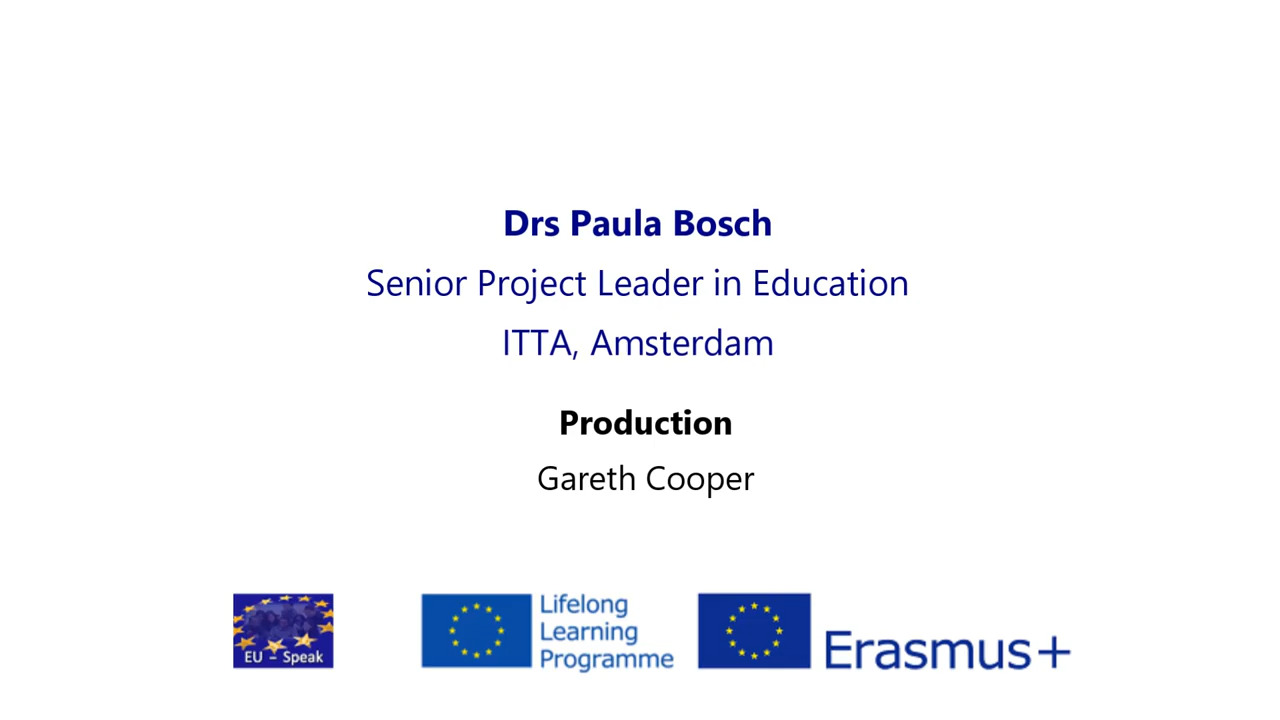 Drs Paula Bosch
Senior Project Leader in Education
ITTA, Amsterdam
Production
Gareth Cooper
EU - Speak
Lifelong
Learning
Programme
Erasmus+